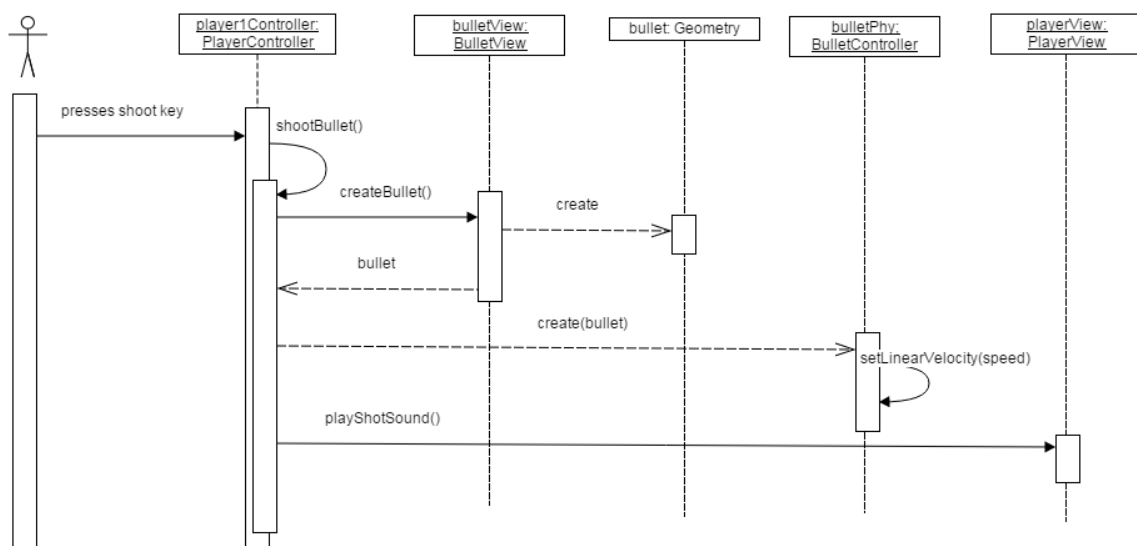 player1Controller:
PlayerController
bulletView:
BulletView
bullet: Geometry
bulletPhy:
BulletController
playerView:
PlayerView
presses shoot key
shootBullet()
createBullet()
create
bullet
create(bullet)
setLinearVelocity(speed)
playShotSound()